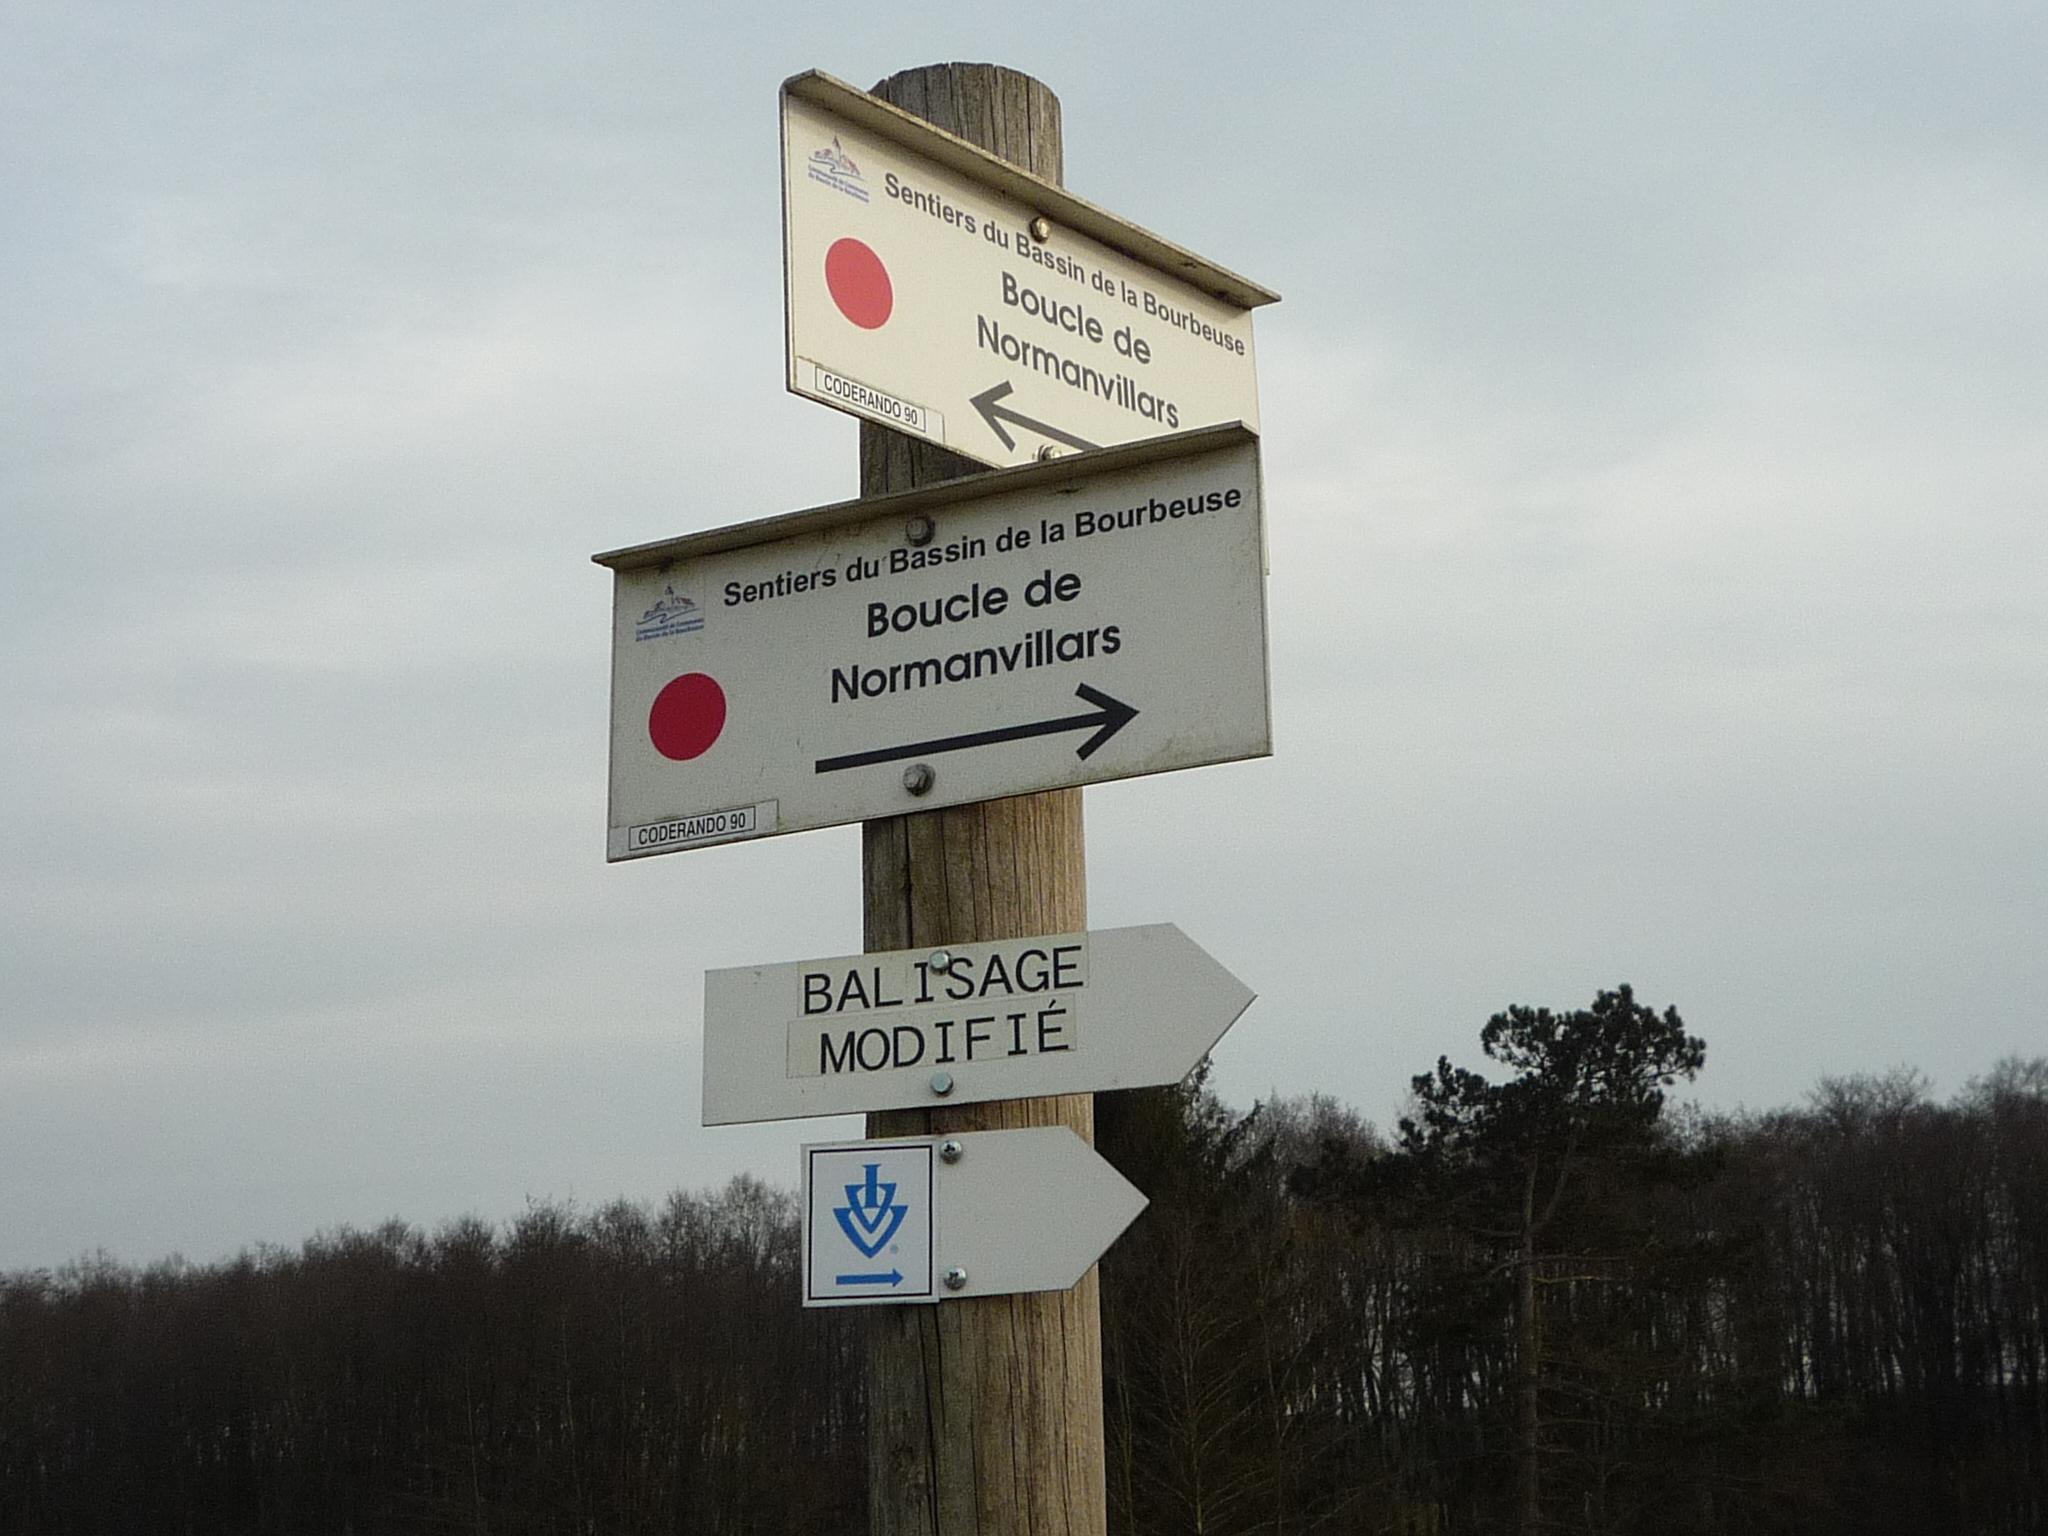 Sentiers du Bassin de la Bourbeuse
Boucle de
Normanvillars
CODERANDO 90
Sentiers du Bassin de la Bourbeuse
Boucle de
Normanvillars
CODERANDO 90
BALISAGE
MODIFIÉ